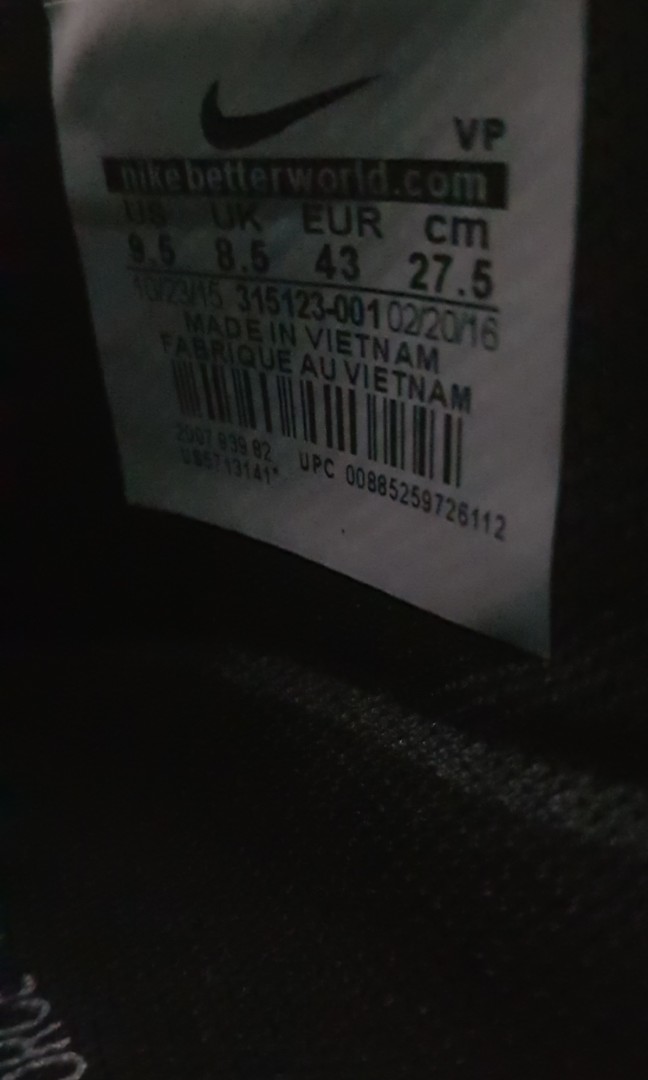 VP
nikebetterworld.com
US UK EUR cm
9.5 8.5 43 27.5
10/23/15 315123-001 02/20/16
MADE IN VIETNAM
FABRIQUE AU VIETNAM
UPC 00885259726112